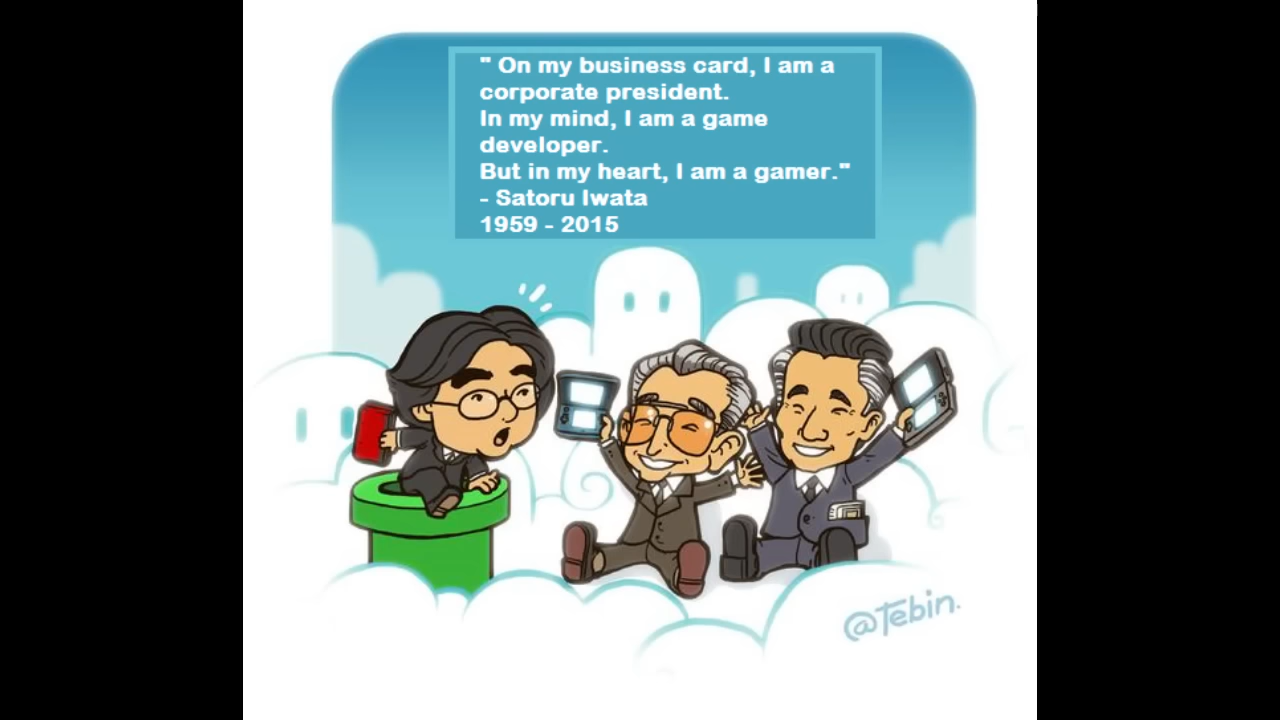 " On my business card, I am a
corporate president.
In my mind, I am a game
developer.
But in my heart, I am a gamer."
- Satoru Iwata
1959 - 2015
@Tebin.